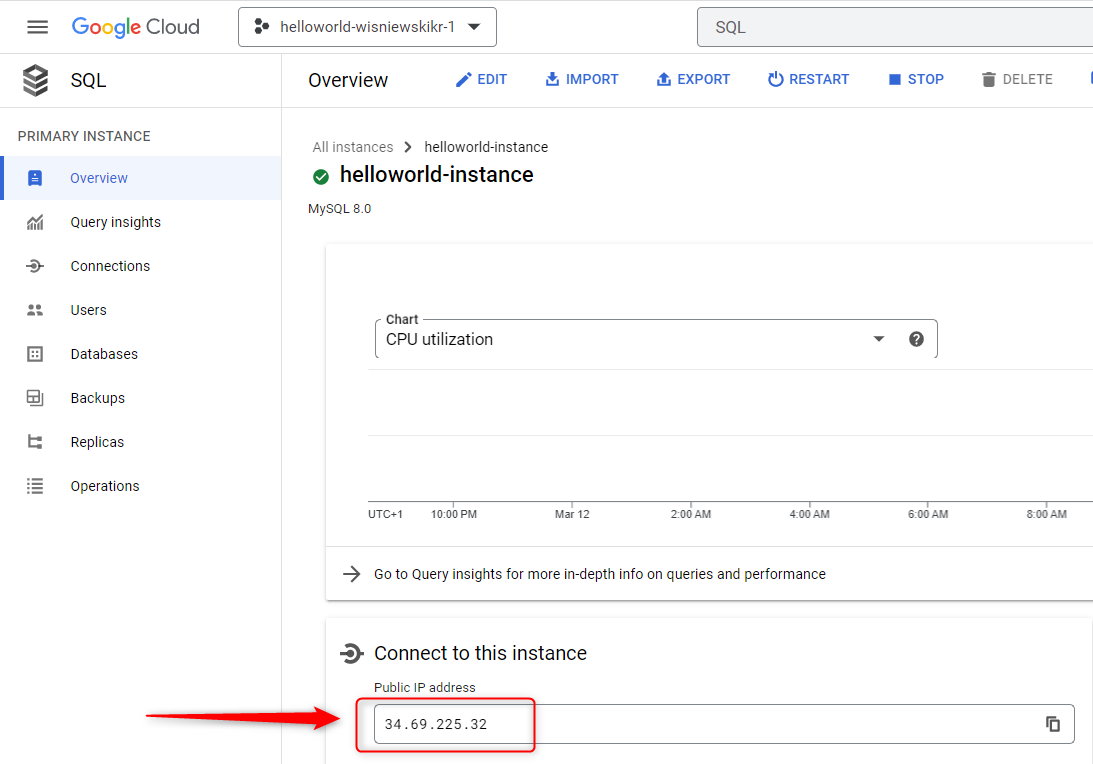 Google Cloud helloworld-wisniewskikr-1 SQL
SQL
Overview EDIT IMPORT EXPORT RESTART STOP DELETE
PRIMARY INSTANCE
Overview
Query insights
Connections
Users
Databases
Backups
Replicas
Operations
All instances helloworld-instance
helloworld-instance
MySQL 8.0
Chart
CPU utilization
UTC+1 10:00 PM Mar 12 2:00 AM 4:00 AM 6:00 AM 8:00 AM
Go to Query insights for more in-depth info on queries and performance
Connect to this instance
Public IP address
34.69.225.32